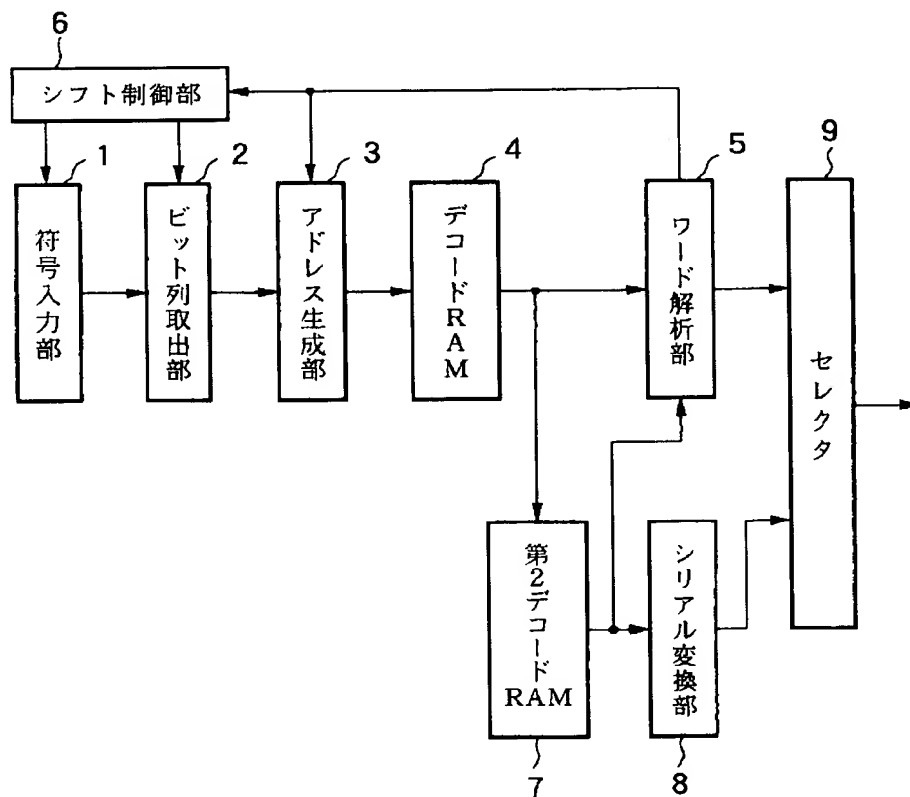 6
シフト制御部
1
2
3
4
5
9
符号入力部
ビット列取出部
アドレス生成部
デコードRAM
ワード解析部
セレクタ
第2デコード
RAM
シリアル変換部
7
8